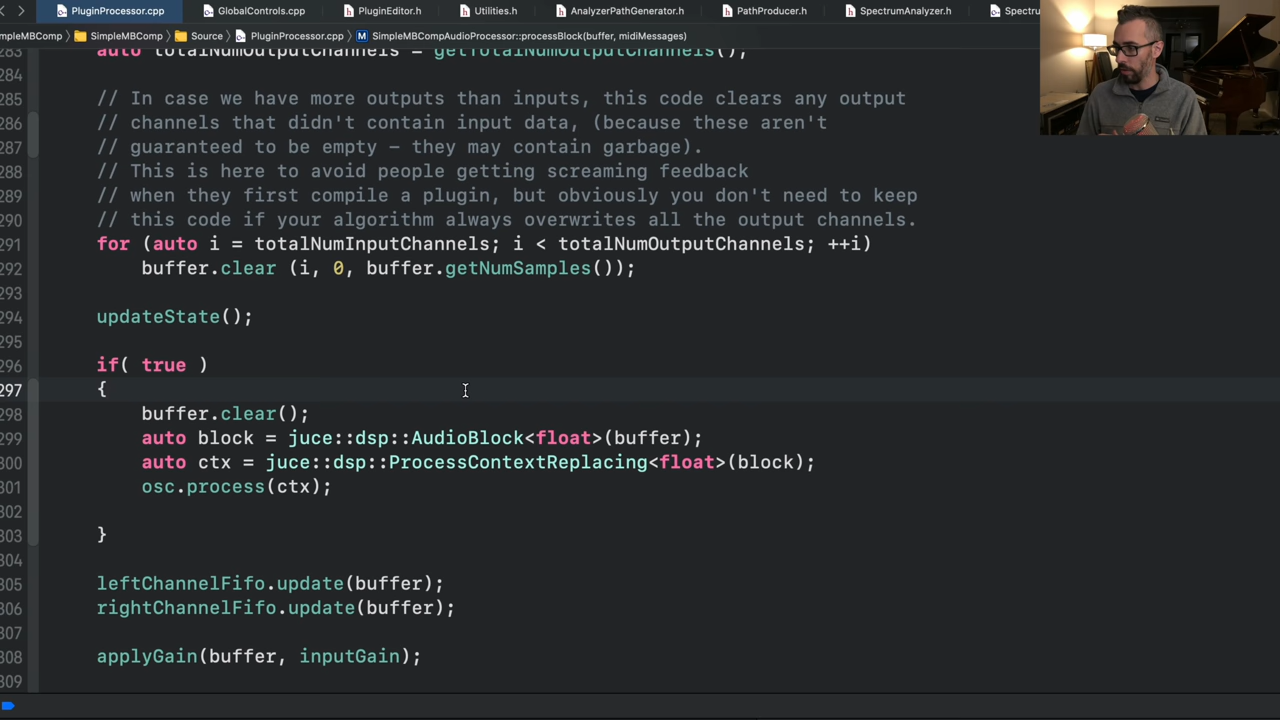 PluginProcessor.cpp GlobalControls.cpp PluginEditor.h Utilities.h AnalyzerPathGenerator.h PathProducer.h SpectrumAnalyzer.h Spectru
mpleMBComp SimpleMBComp Source PluginProcessor.cpp M SimpleMBCompAudioProcessor::processBlock(buffer, midiMessages)
283 auto totalNumOutputChannels = getTotalNumOutputChannels();
284
285 // In case we have more outputs than inputs, this code clears any output
286 // channels that didn't contain input data, (because these aren't
287 // guaranteed to be empty - they may contain garbage).
288 // This is here to avoid people getting screaming feedback
289 // when they first compile a plugin, but obviously you don't need to keep
290 // this code if your algorithm always overwrites all the output channels.
291 for (auto i = totalNumInputChannels; i < totalNumOutputChannels; ++i)
292 buffer.clear (i, 0, buffer.getNumSamples());
293
294 updateState();
295
296 if( true )
297 {
298 buffer.clear();
299 auto block = juce::dsp::AudioBlock<float>(buffer);
300 auto ctx = juce::dsp::ProcessContextReplacing<float>(block);
301 osc.process(ctx);
302
303 }
304
305 leftChannelFifo.update(buffer);
306 rightChannelFifo.update(buffer);
307
308 applyGain(buffer, inputGain);
309